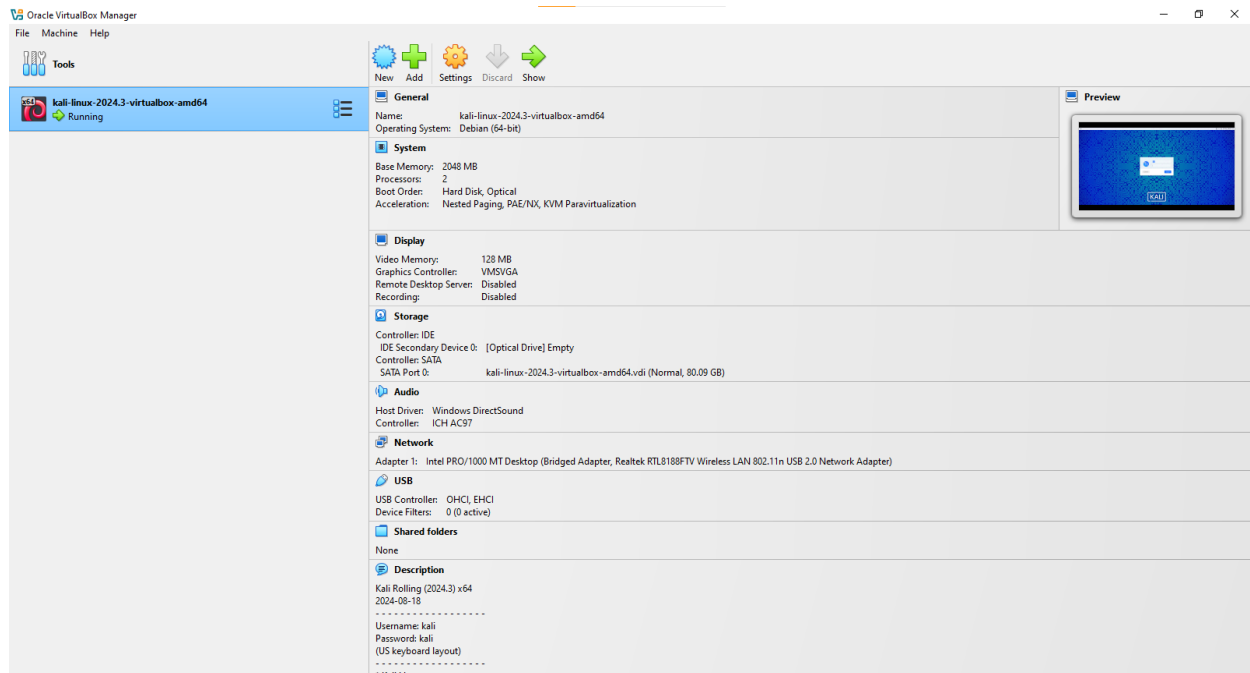 Oracle VirtualBox Manager
File Machine Help
Tools
New Add Settings Discard Show
x64
kali-linux-2024.3-virtualbox-amd64
Running
General
Name: kali-linux-2024.3-virtualbox-amd64
Operating System: Debian (64-bit)
System
Base Memory: 2048 MB
Processors: 2
Boot Order: Hard Disk, Optical
Acceleration: Nested Paging, PAE/NX, KVM Paravirtualization
Preview
KALI
Display
Video Memory: 128 MB
Graphics Controller: VMSVGA
Remote Desktop Server: Disabled
Recording: Disabled
Storage
Controller: IDE
IDE Secondary Device 0: [Optical Drive] Empty
Controller: SATA
SATA Port 0: kali-linux-2024.3-virtualbox-amd64.vdi (Normal, 80.09 GB)
Audio
Host Driver: Windows DirectSound
Controller: ICH AC97
Network
Adapter 1: Intel PRO/1000 MT Desktop (Bridged Adapter, Realtek RTL8188FTV Wireless LAN 802.11n USB 2.0 Network Adapter)
USB
USB Controller: OHCI, EHCI
Device Filters: 0 (0 active)
Shared folders
None
Description
Kali Rolling (2024.3) x64
2024-08-18
- - - - - - - - - - - - - - - - - -
Username: kali
Password: kali
(US keyboard layout)
- - - - - - - - - - - - - - - - - -